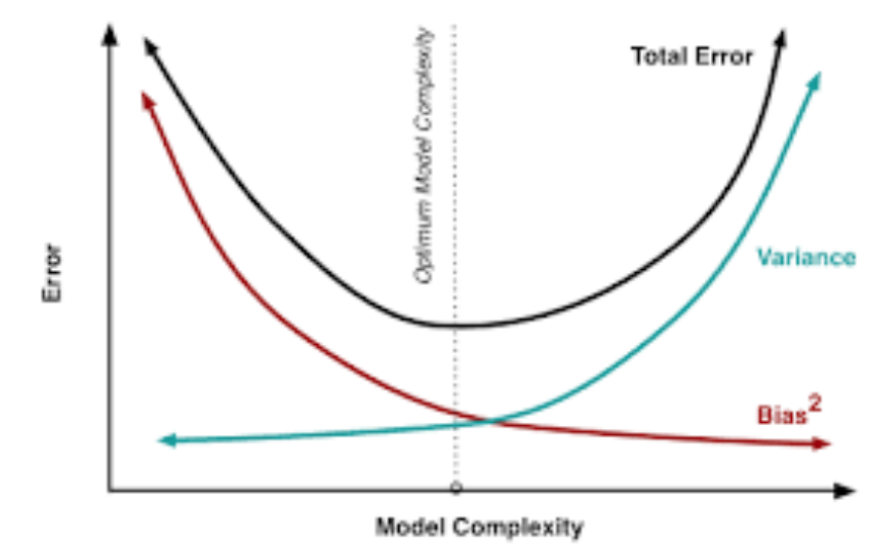 Total Error
Optimum Model Complexity
Error
Variance
Bias²
Model Complexity